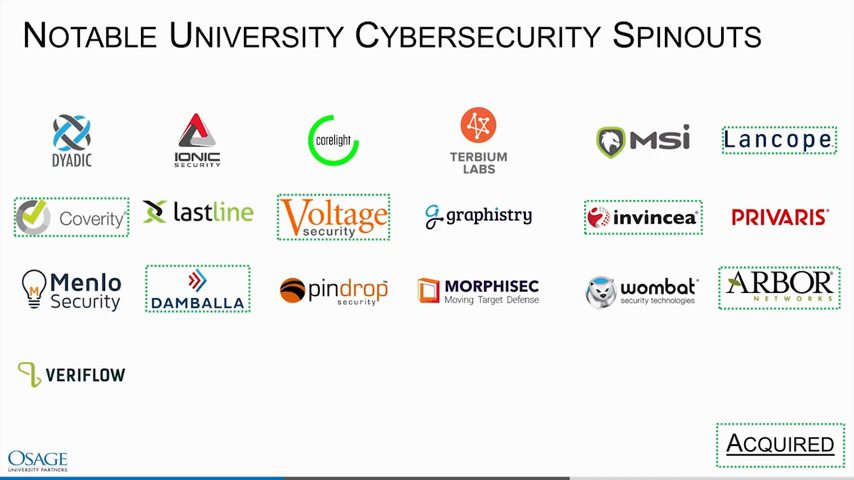 NOTABLE UNIVERSITY CYBERSECURITY SPINOUTS
DYADIC
IONIC
SECURITY
corelight
TERBIUM
LABS
MSi
Lancope
Coverity
lastline
Voltage
security
graphistry
invincea
PRIVARIS
Menlo
Security
DAMBALLA
pindrop
security
MORPHISEC
Moving Target Defense
wombat
security technologies
ARBOR
NETWORKS
VERIFLOW
ACQUIRED
OSAGE
UNIVERSITY PARTNERS